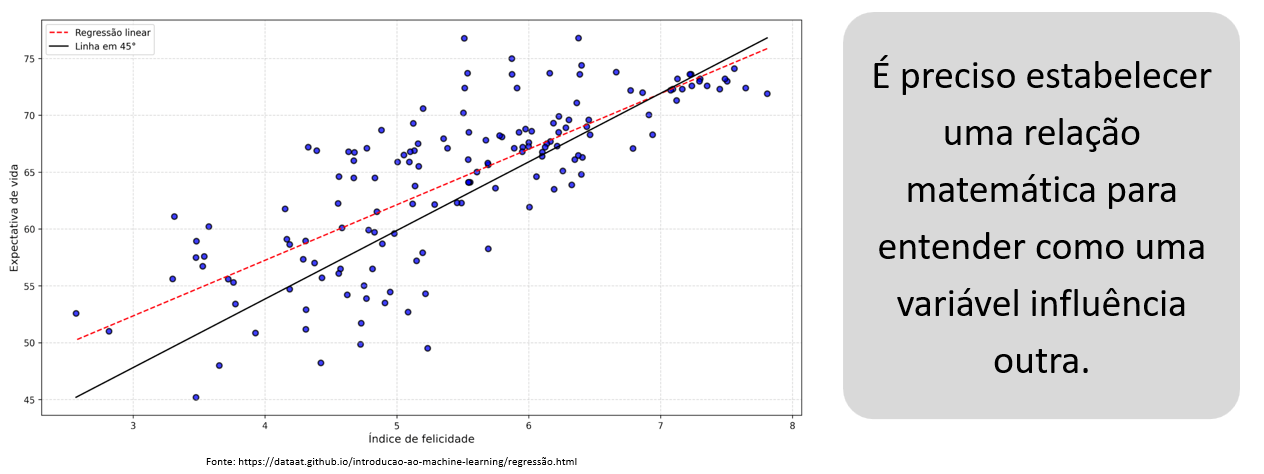 Regressão linear
Linha em 45°
75
70
65
60
55
50
45
Expectativa de vida
3 4 5 6 7 8
Índice de felicidade
Fonte: https://dataat.github.io/introducao-ao-machine-learning/regressão.html
É preciso estabelecer
uma relação
matemática para
entender como uma
variável influência
outra.